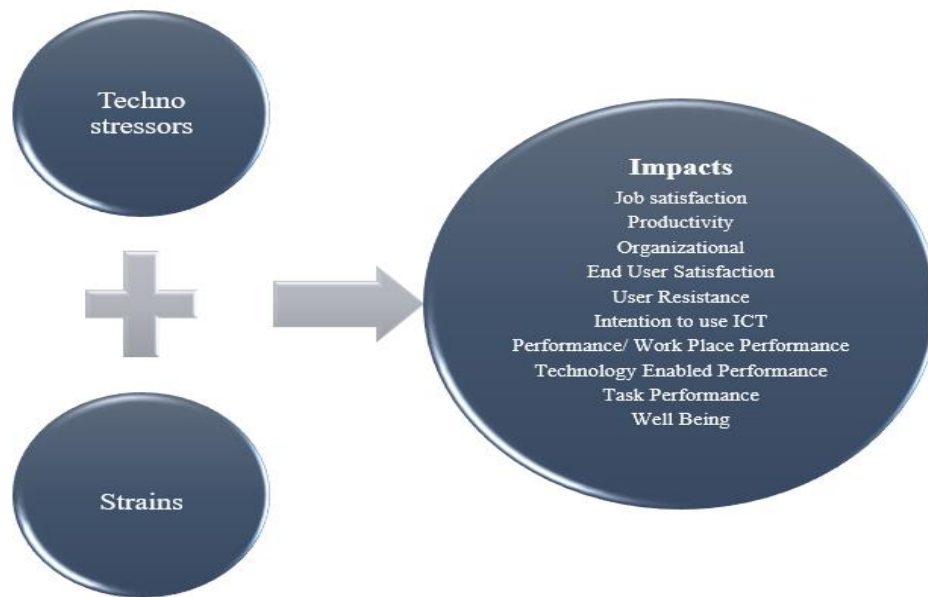 Techno
stressors
Strains
Impacts
Job satisfaction
Productivity
Organizational
End User Satisfaction
User Resistance
Intention to use ICT
Performance/ Work Place Performance
Technology Enabled Performance
Task Performance
Well Being